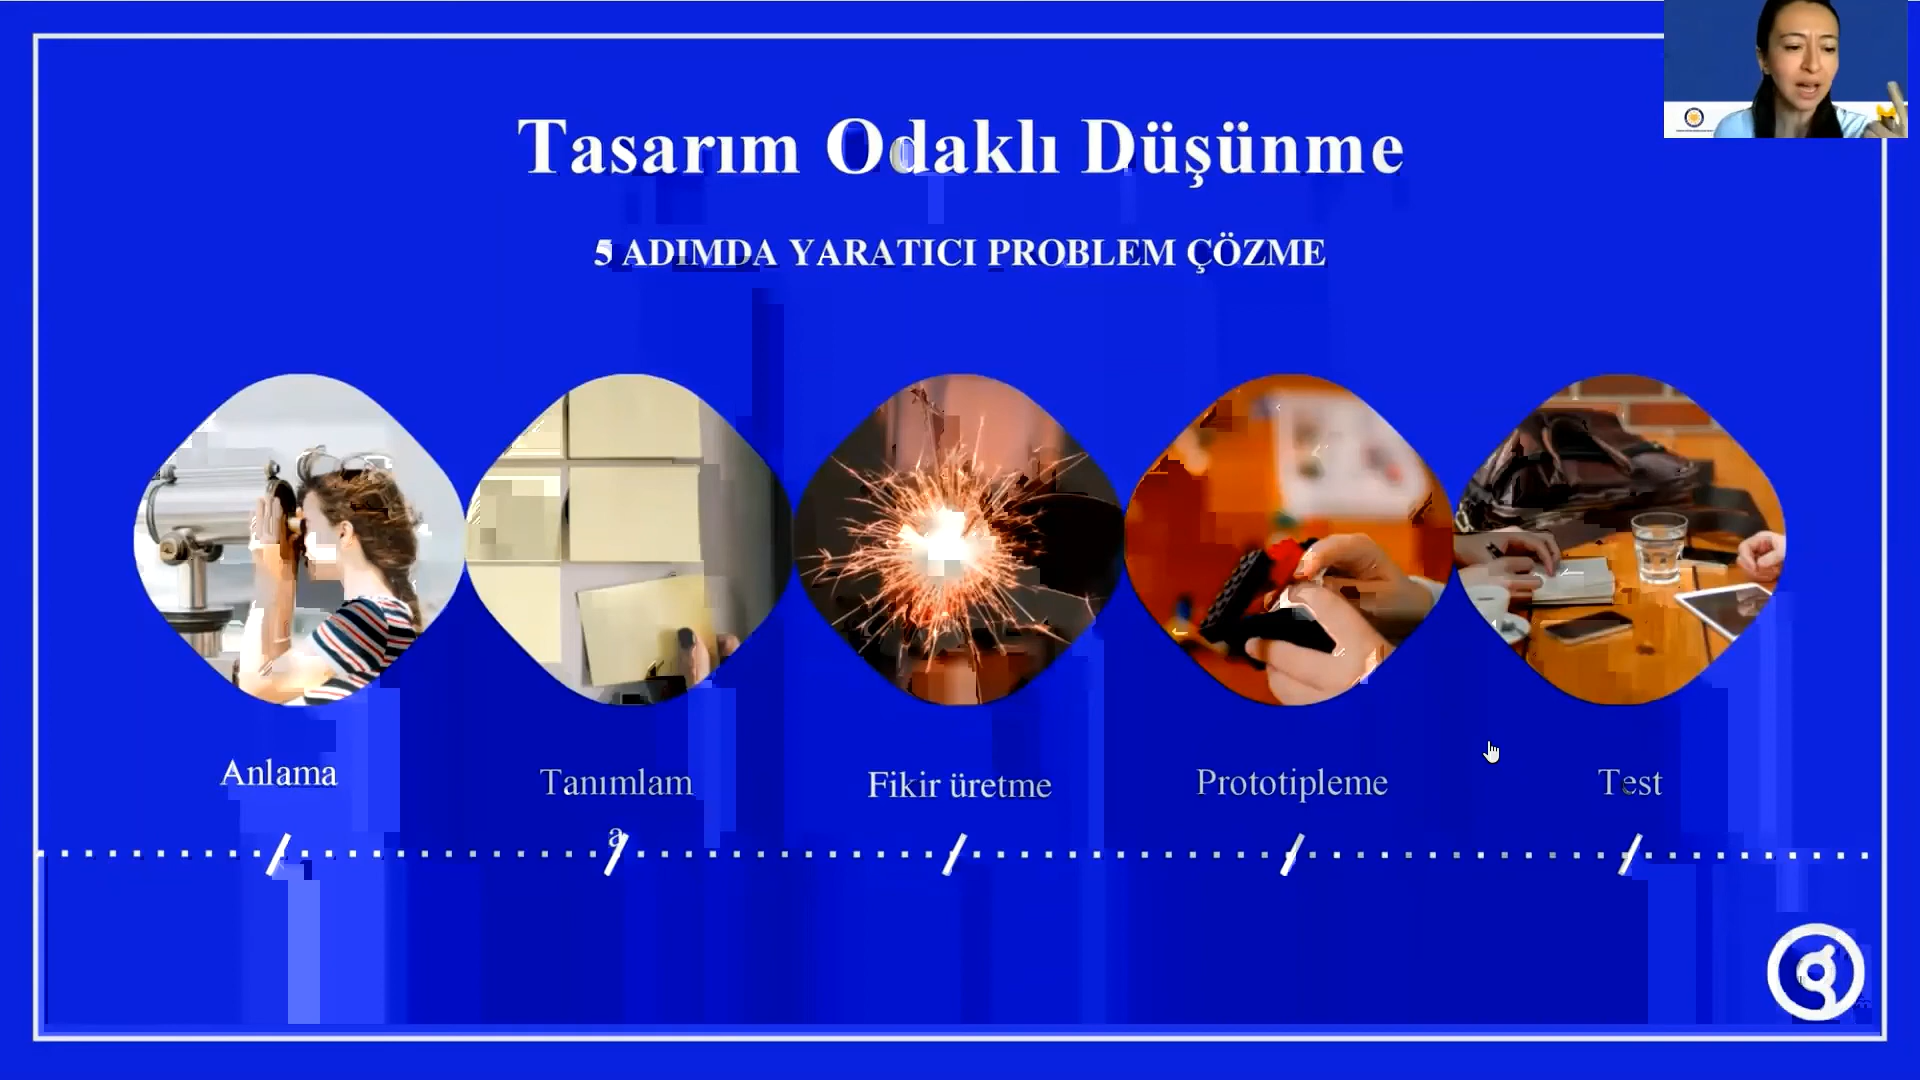 Tasarım Odaklı Düşünme
5 ADIMDA YARATICI PROBLEM ÇÖZME
Anlama
Tanımlam
a
Fikir üretme
Prototipleme
Test